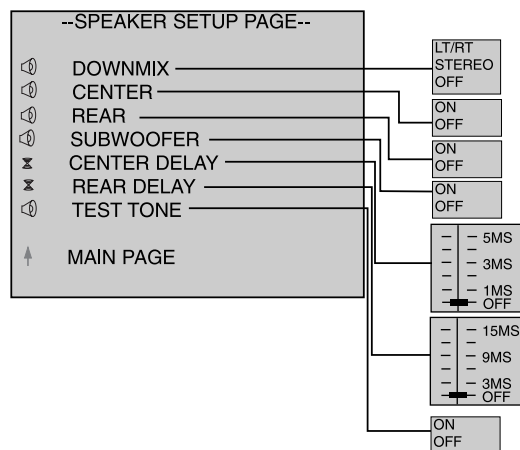 --SPEAKER SETUP PAGE--
DOWNMIX
CENTER
REAR
SUBWOOFER
CENTER DELAY
REAR DELAY
TEST TONE
MAIN PAGE
LT/RT
STEREO
OFF
ON
OFF
ON
OFF
ON
OFF
5MS
3MS
1MS
OFF
15MS
9MS
3MS
OFF
ON
OFF